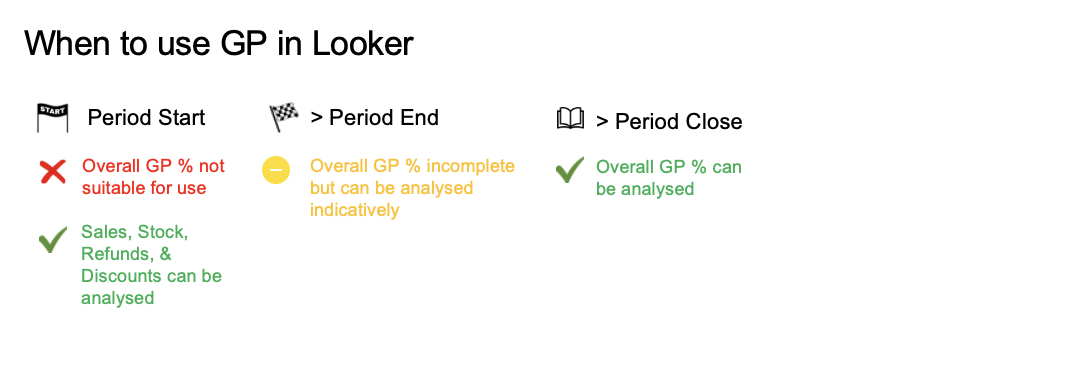 When to use GP in Looker
START
Period Start
> Period End
> Period Close
Overall GP % not
suitable for use
Sales, Stock,
Refunds, &
Discounts can be
analysed
Overall GP % incomplete
but can be analysed
indicatively
Overall GP % can
be analysed